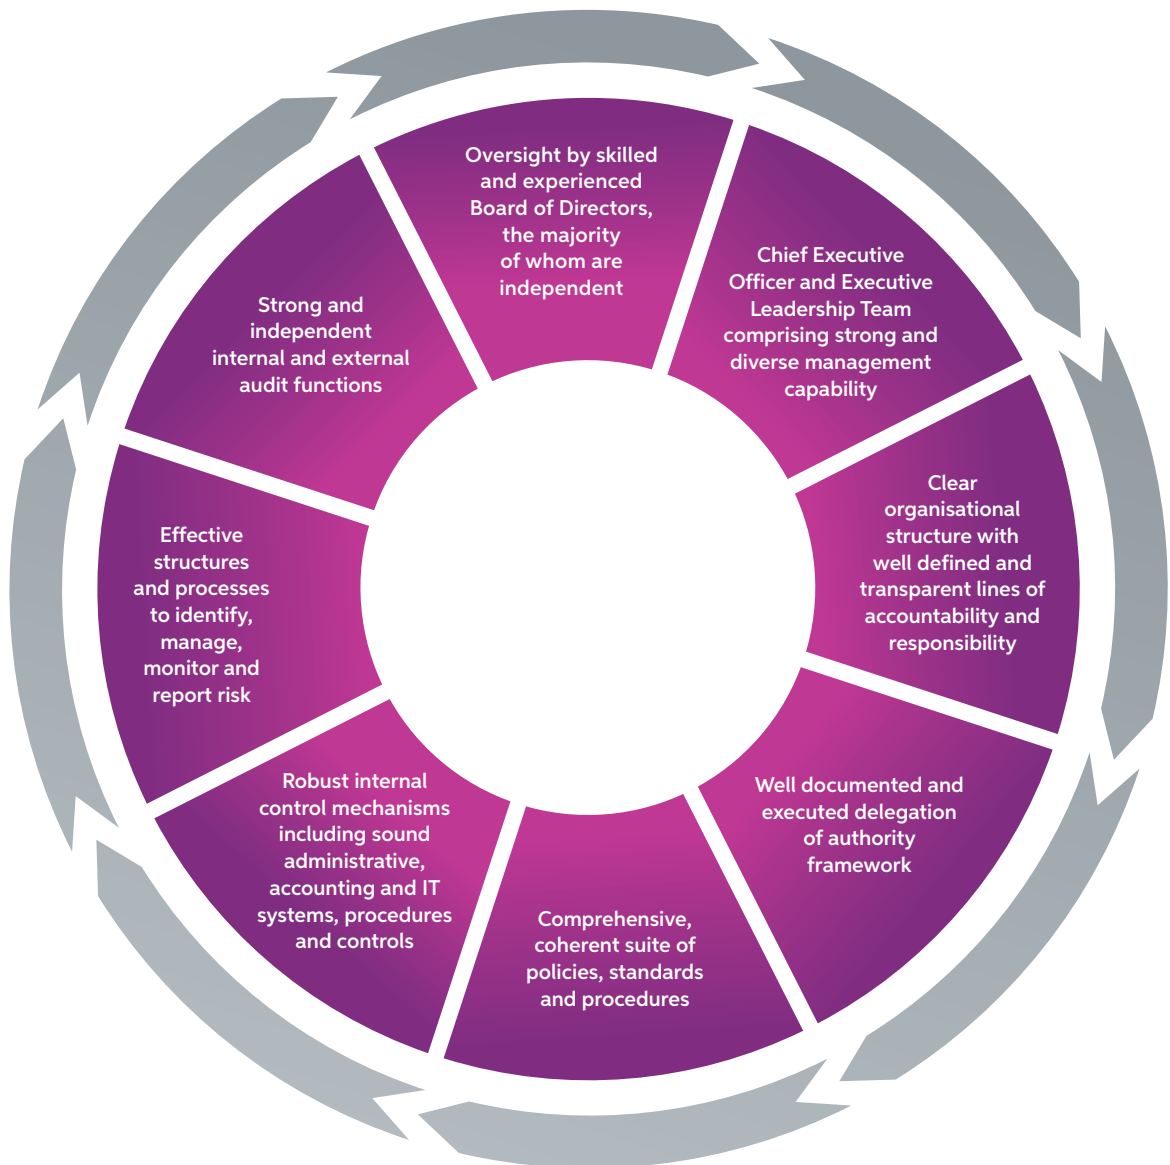 Oversight by skilled
and experienced
Board of Directors,
the majority
of whom are
independent
Chief Executive
Officer and Executive
Leadership Team
comprising strong and
diverse management
capability
Clear
organisational
structure with
well defined and
transparent lines of
accountability and
responsibility
Well documented and
executed delegation
of authority
framework
Comprehensive,
coherent suite of
policies, standards
and procedures
Robust internal
control mechanisms
including sound
administrative,
accounting and IT
systems, procedures
and controls
Effective
structures
and processes
to identify,
manage,
monitor and
report risk
Strong and
independent
internal and external
audit functions